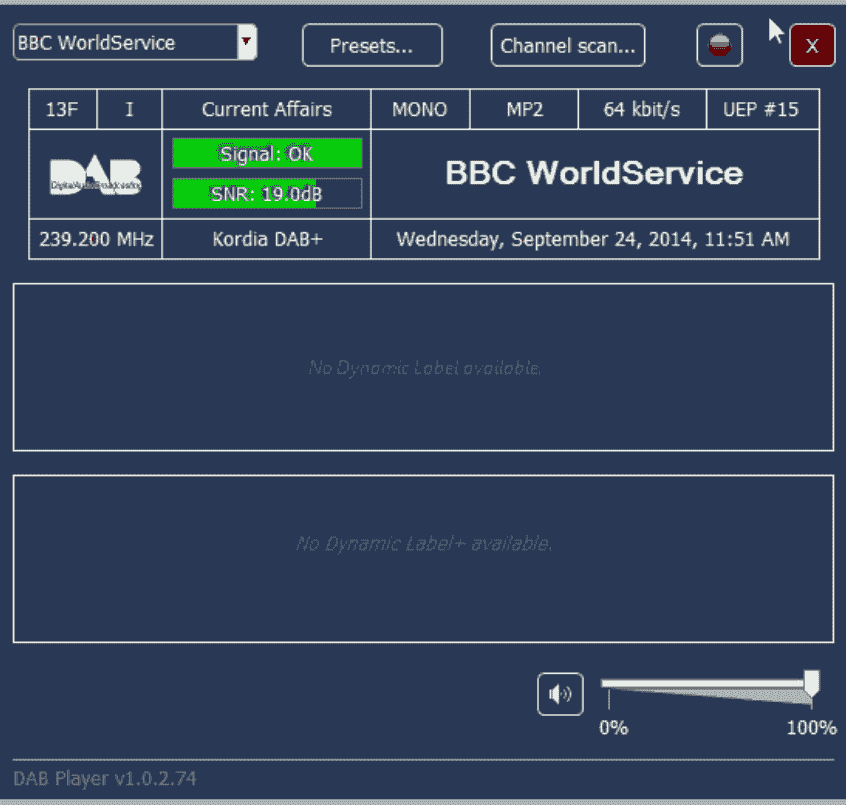 BBC WorldService
Presets...
Channel scan...
X
13F I Current Affairs MONO MP2 64 kbit/s UEP #15
DAB
DigitalAudioBroadcasting
Signal: OK
SNR: 19.0dB
BBC WorldService
239.200 MHz Kordia DAB+ Wednesday, September 24, 2014, 11:51 AM
No Dynamic Label available.
No Dynamic Label+ available.
0% 100%
DAB Player v1.0.2.74